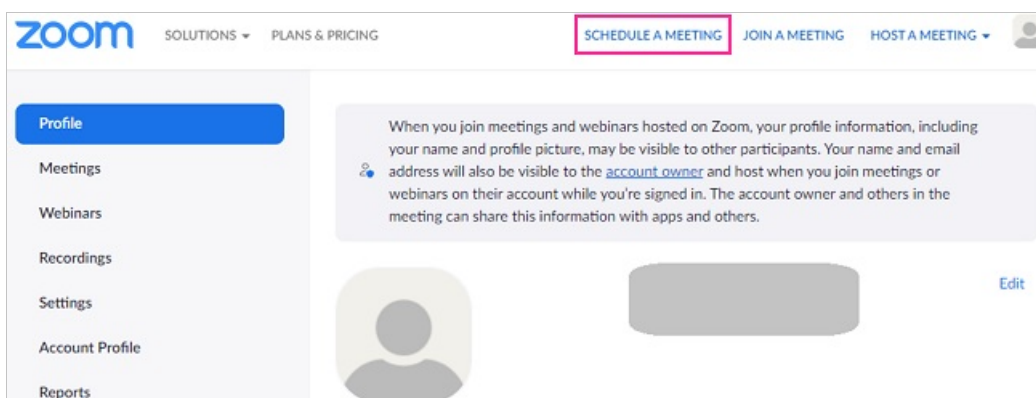 zoom SOLUTIONS PLANS & PRICING SCHEDULE A MEETING JOIN A MEETING HOST A MEETING
Profile
Meetings
Webinars
Recordings
Settings
Account Profile
Reports
When you join meetings and webinars hosted on Zoom, your profile information, including
your name and profile picture, may be visible to other participants. Your name and email
address will also be visible to the account owner and host when you join meetings or
webinars on their account while you're signed in. The account owner and others in the
meeting can share this information with apps and others.
Edit